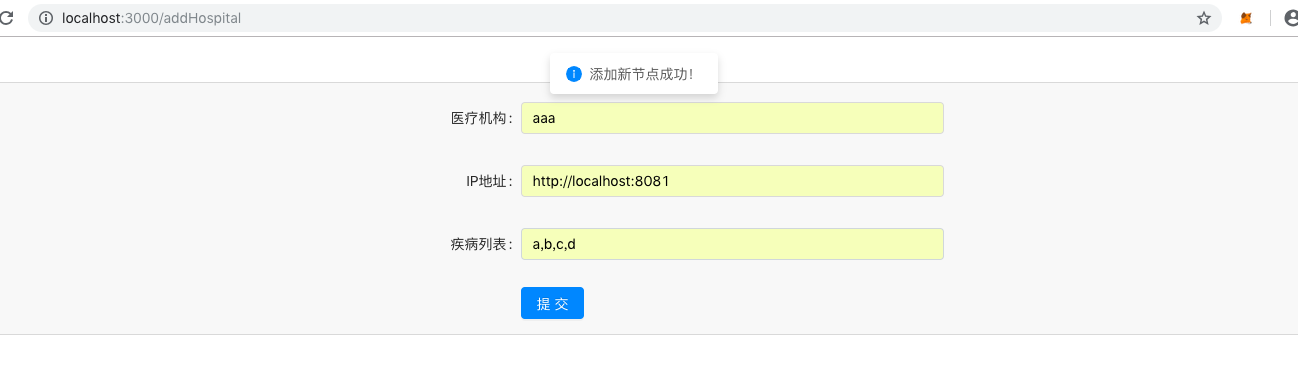 localhost:3000/addHospital
添加新节点成功！
医疗机构：
aaa
IP地址：
http://localhost:8081
疾病列表：
a,b,c,d
提 交